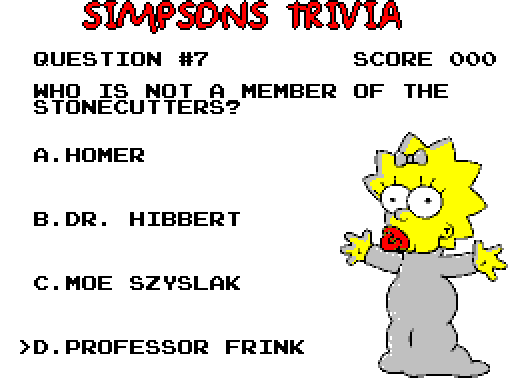 SIMPSONS TRIVIA
QUESTION #7 SCORE 000
WHO IS NOT A MEMBER OF THE
STONECUTTERS?
A.HOMER
B.DR. HIBBERT
C.MOE SZYSLAK
>D.PROFESSOR FRINK